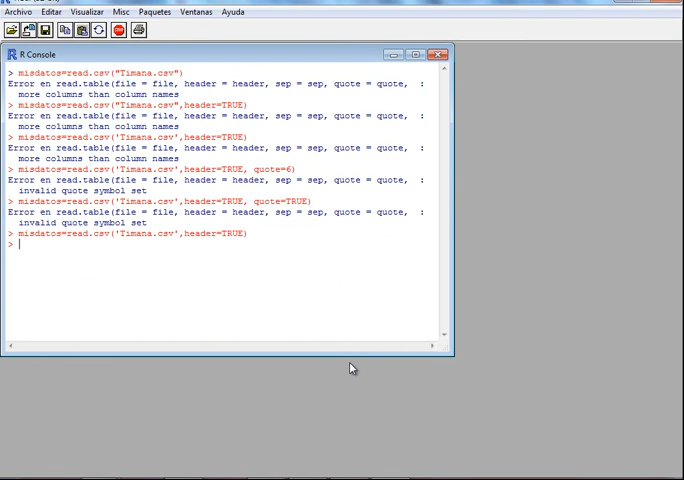 Archivo Editar Visualizar Misc Paquetes Ventanas Ayuda
STOP
R Console
> misdatos=read.csv("Timana.csv")
Error en read.table(file = file, header = header, sep = sep, quote = quote, :
more columns than column names
> misdatos=read.csv("Timana.csv",header=TRUE)
Error en read.table(file = file, header = header, sep = sep, quote = quote, :
more columns than column names
> misdatos=read.csv('Timana.csv',header=TRUE)
Error en read.table(file = file, header = header, sep = sep, quote = quote, :
more columns than column names
> misdatos=read.csv('Timana.csv',header=TRUE, quote=6)
Error en read.table(file = file, header = header, sep = sep, quote = quote, :
invalid quote symbol set
> misdatos=read.csv('Timana.csv',header=TRUE, quote=TRUE)
Error en read.table(file = file, header = header, sep = sep, quote = quote, :
invalid quote symbol set
> misdatos=read.csv('Timana.csv',header=TRUE)
>